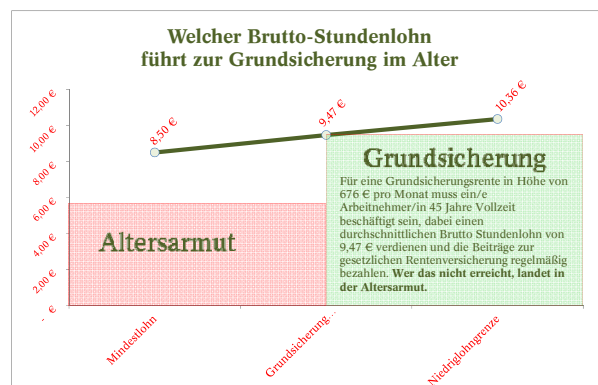 Welcher Brutto-Stundenlohn
führt zur Grundsicherung im Alter
12,00 €
10,00 €
8,00 €
6,00 €
4,00 €
2,00 €
- €
8,50 €
9,47 €
10,36 €
Altersarmut
Grundsicherung
Für eine Grundsicherungsrente in Höhe von
676 € pro Monat muss ein/e
Arbeitnehmer/in 45 Jahre Vollzeit
beschäftigt sein, dabei einen
durchschnittlichen Brutto Stundenlohn von
9,47 € verdienen und die Beiträge zur
gesetzlichen Rentenversicherung regelmäßig
bezahlen. Wer das nicht erreicht, landet in
der Altersarmut.
Mindestlohn
Grundsicherung...
Niedriglohngrenze